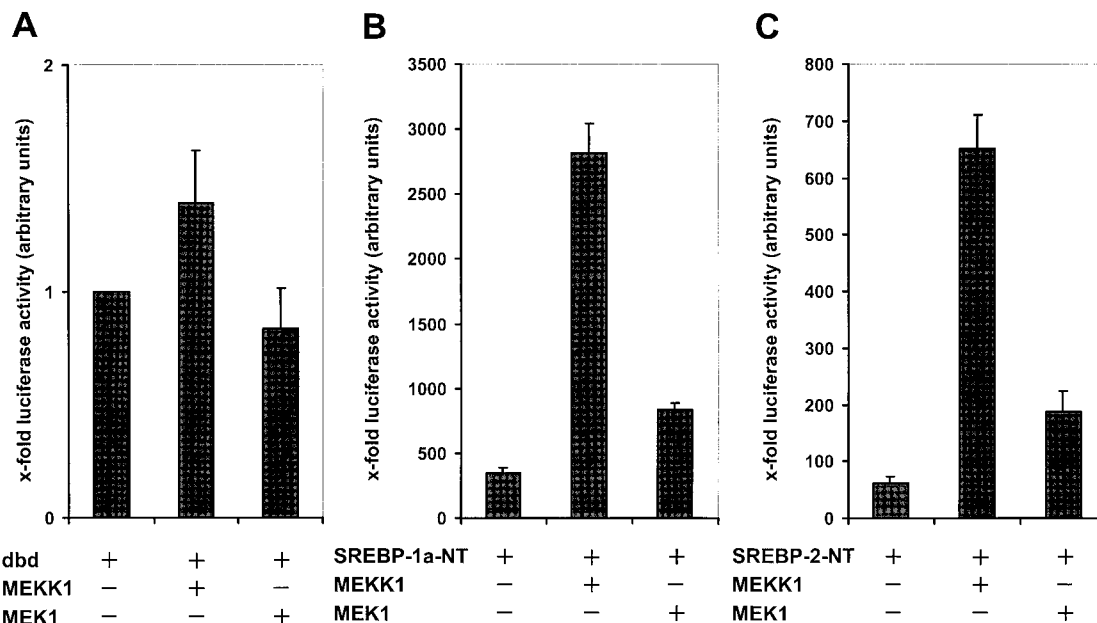 A
x-fold luciferase activity (arbitrary units)
2
1
0
dbd + + +
MEKK1 – + –
MEK1 – – +
B
x-fold luciferase activity (arbitrary units)
3500
3000
2500
2000
1500
1000
500
0
SREBP-1a-NT + + +
MEKK1 – + –
MEK1 – – +
C
x-fold luciferase activity (arbitrary units)
800
700
600
500
400
300
200
100
0
SREBP-2-NT + + +
MEKK1 – + –
MEK1 – – +